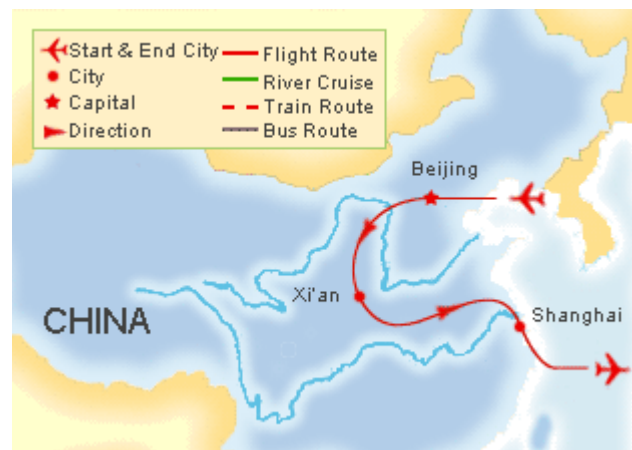 Start & End City
City
Capital
Direction
Flight Route
River Cruise
Train Route
Bus Route
Beijing
Xi'an
Shanghai
CHINA